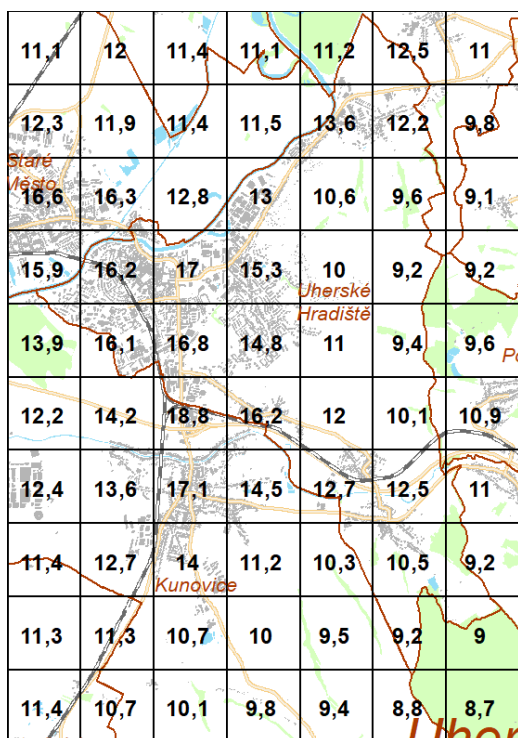 11,1 12 11,4 11,1 11,2 12,5 11
12,3 11,9 11,4 11,5 13,6 12,2 9,8
Staré
Město
16,6 16,3 12,8 13 10,6 9,6 9,1
15,9 16,2 17 15,3 10 9,2 9,2
Uherské
Hradiště
13,9 16,1 16,8 14,8 11 9,4 9,6
12,2 14,2 18,8 16,2 12 10,1 10,9
12,4 13,6 17,1 14,5 12,7 12,5 11
11,4 12,7 14 11,2 10,3 10,5 9,2
Kunovice
11,3 11,3 10,7 10 9,5 9,2 9
11,4 10,7 10,1 9,8 9,4 8,8 8,7